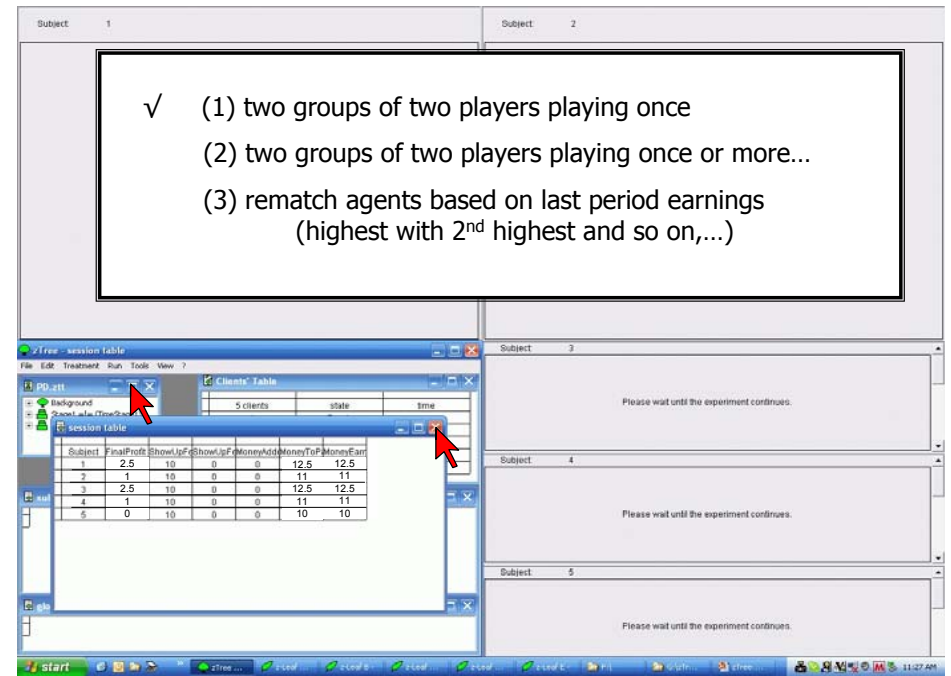 Subject 1
Subject 2
√ (1) two groups of two players playing once
(2) two groups of two players playing once or more…
(3) rematch agents based on last period earnings
(highest with 2nd highest and so on,…)
zTree - session table
File Edit Treatment Run Tools View ?
PD.ztt
Background
Clients' Table
5 clients state time
session table
Subject FinalProfit ShowUpFe ShowUpFe MoneyAdde MoneyToP MoneyEarn
1 2.5 10 0 0 12.5 12.5
2 1 10 0 0 11 11
3 2.5 10 0 0 12.5 12.5
4 1 10 0 0 11 11
5 0 10 0 0 10 10
Subject 3
Please wait until the experiment continues.
Subject 4
Please wait until the experiment continues.
Subject 5
Please wait until the experiment continues.
start zTree ... 11:27 AM